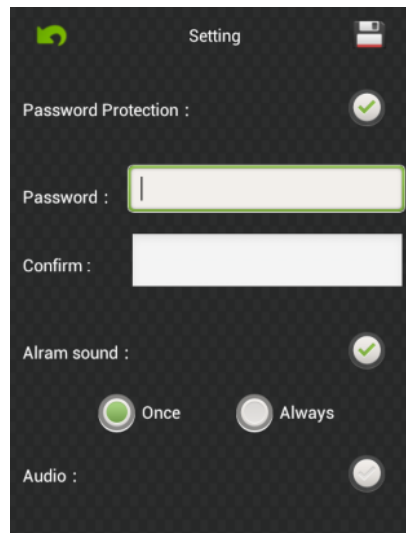 Setting
Password Protection :
Password :
Confirm :
Alram sound :
Once Always
Audio :